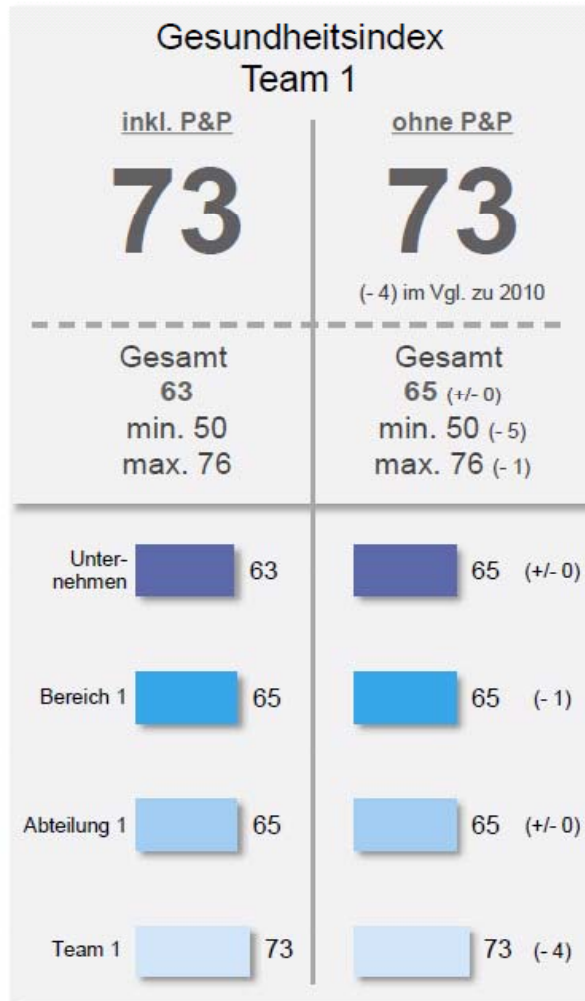 Gesundheitsindex
Team 1
inkl. P&P
ohne P&P
73
73
(- 4) im Vgl. zu 2010
Gesamt
63
min. 50
max. 76
Gesamt
65 (+/- 0)
min. 50 (- 5)
max. 76 (- 1)
Unter-
nehmen
63
65 (+/- 0)
Bereich 1
65
65 (- 1)
Abteilung 1
65
65 (+/- 0)
Team 1
73
73 (- 4)